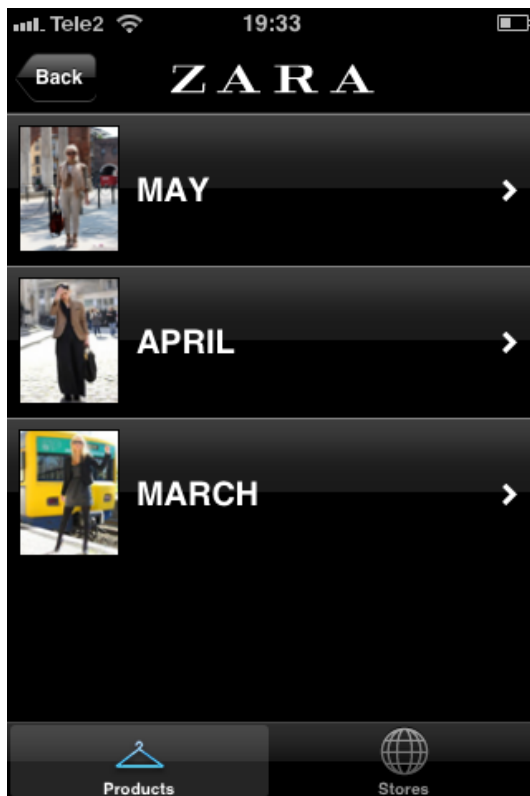 Tele2 19:33
Back ZARA
MAY
APRIL
MARCH
Products Stores